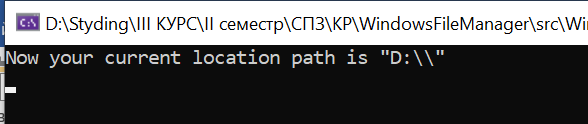 D:\Styding\III КУРС\II семестр\СПЗ\КР\WindowsFileManager\src\Wi
Now your current location path is "D:\\"